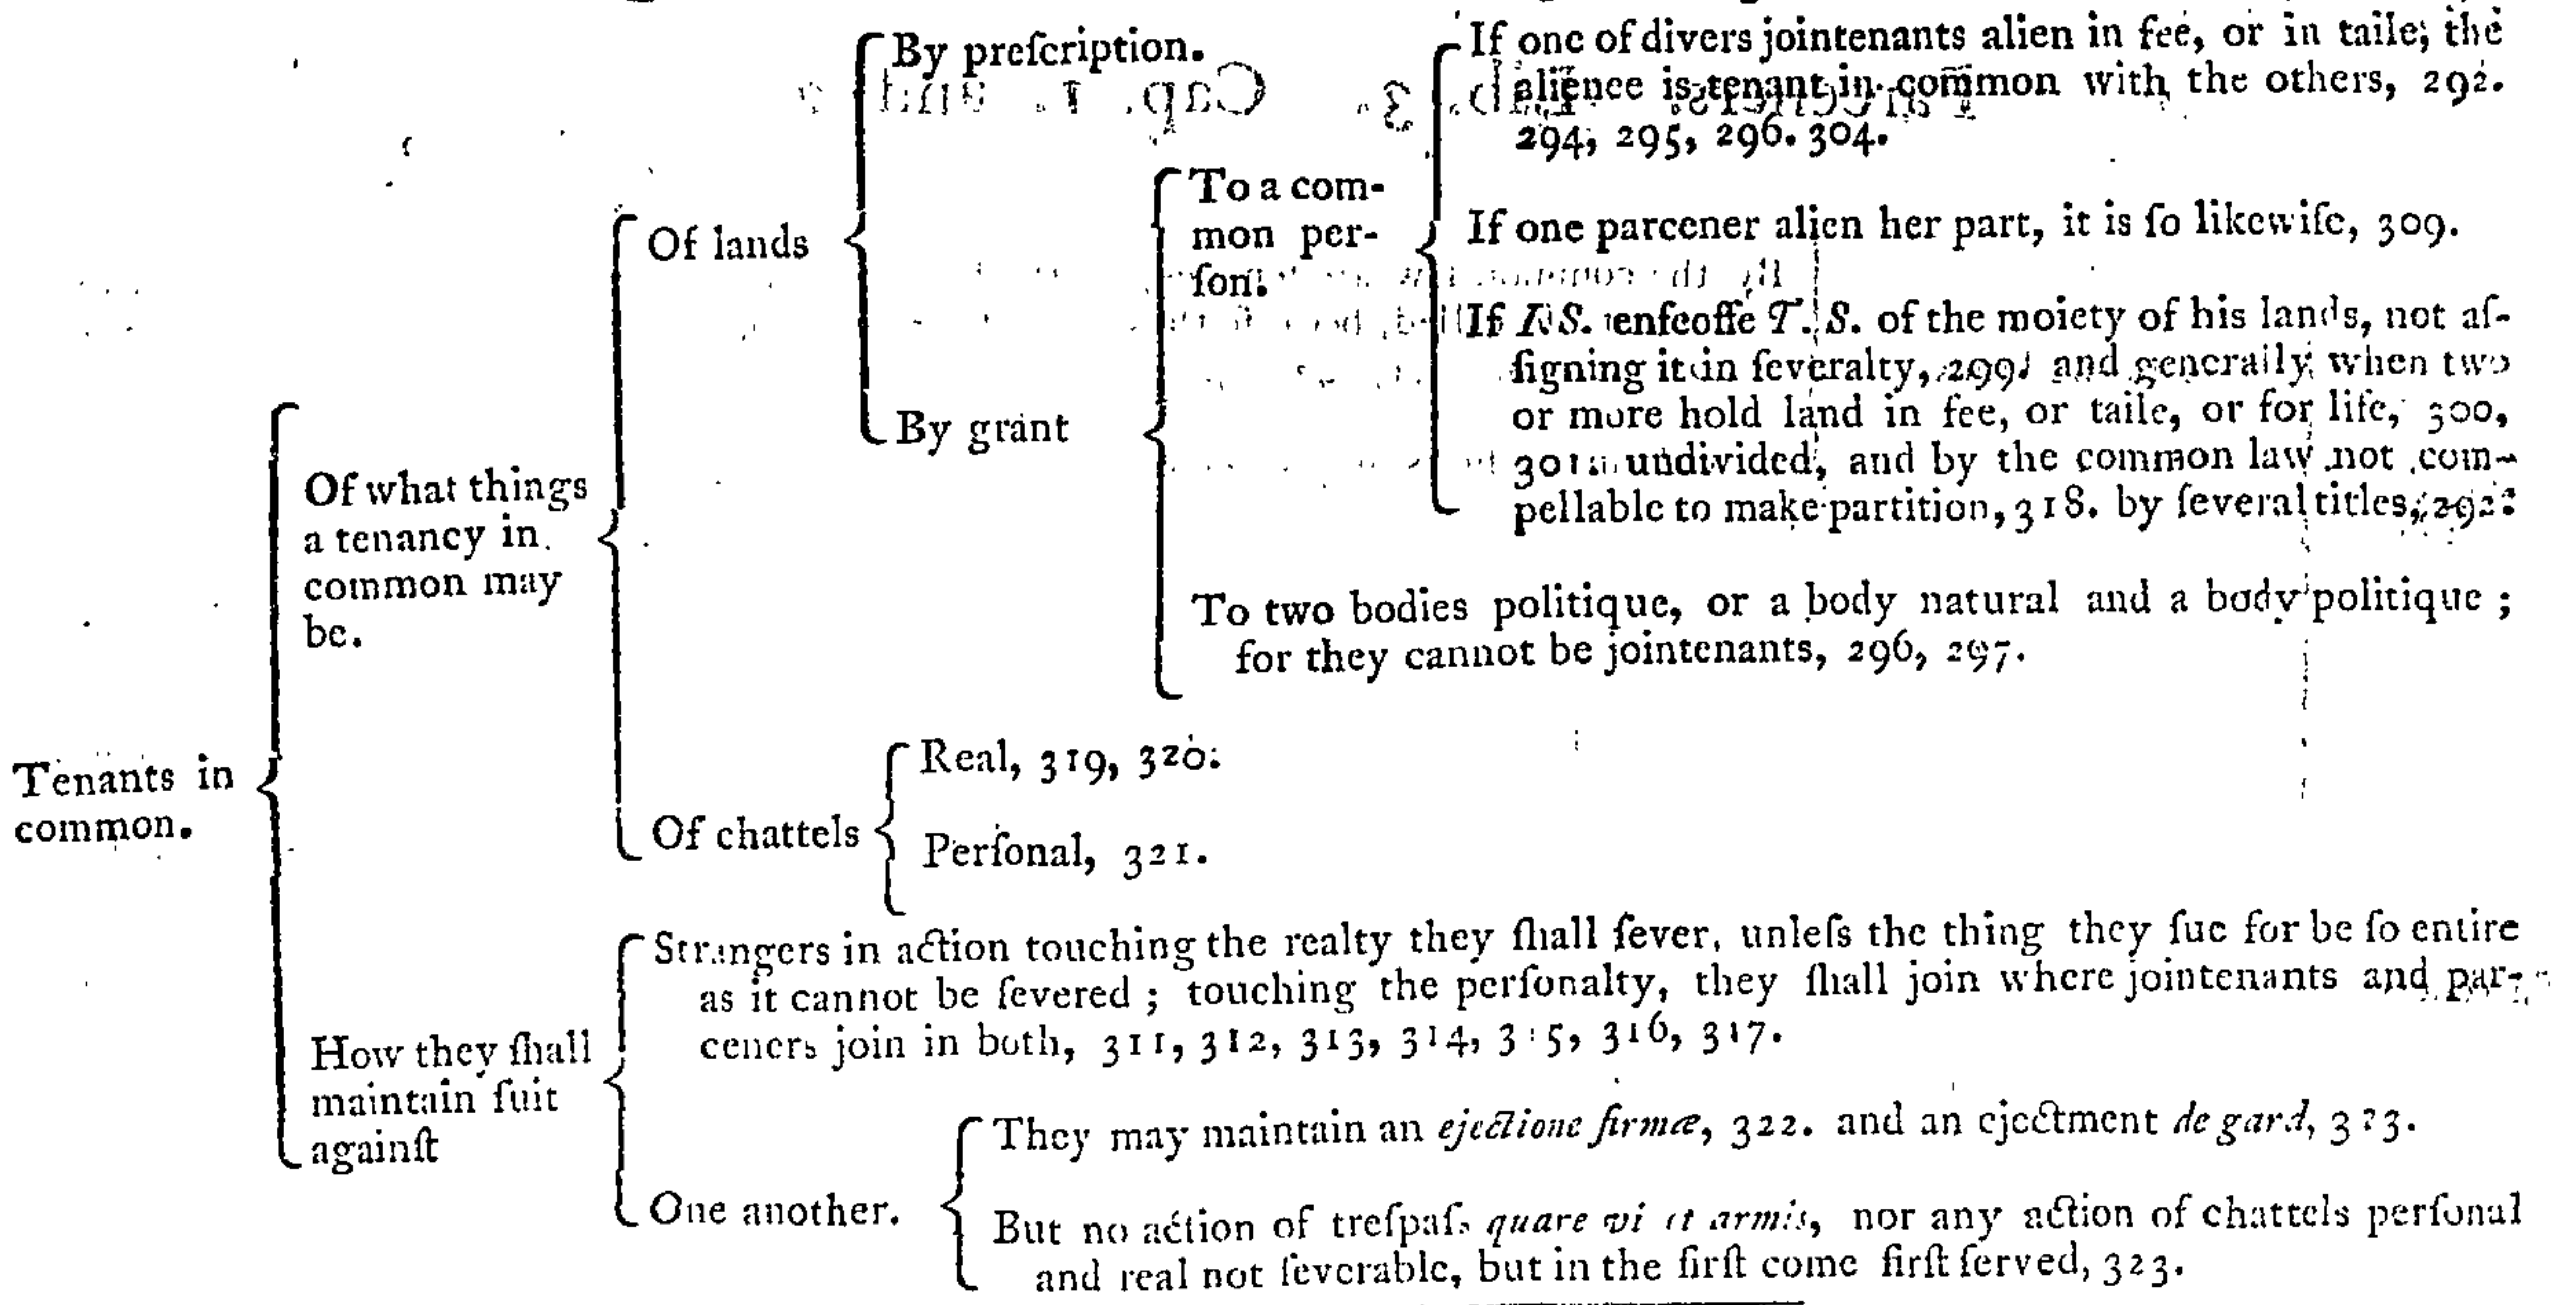 By preſcription.
If one of divers jointenants alien in fee, or in taile; the
alience is tenant in common with the others, 292.
294, 295, 296. 304.
To a com-
mon per-
ſon.
If one parcener alien her part, it is ſo likewiſe, 309.
Of lands
If S. enfeoffe T. S. of the moiety of his lands, not aſ-
ſigning it in ſeveralty, 299. and generally when two
or more hold land in fee, or taile, or for life, 300,
301. undivided, and by the common law not com-
pellable to make partition, 318. by ſeveral titles, 292.
By grant
Of what things
a tenancy in
common may
be.
To two bodies politique, or a body natural and a body politique ;
for they cannot be jointenants, 296, 297.
Tenants in
common.
Real, 319, 320.
Of chattels
Perſonal, 321.
Strangers in action touching the realty they ſhall ſever, unleſs the thing they ſue for be ſo entire
as it cannot be ſevered ; touching the perſonalty, they ſhall join where jointenants and par-
ceners join in both, 311, 312, 313, 314, 315, 316, 317.
How they ſhall
maintain ſuit
againſt
They may maintain an ejectione firmæ, 322. and an ejectment de gard, 323.
One another.
But no action of treſpaſs quare vi et armis, nor any action of chattels perſonal
and real not ſeverable, but in the firſt come firſt ſerved, 323.